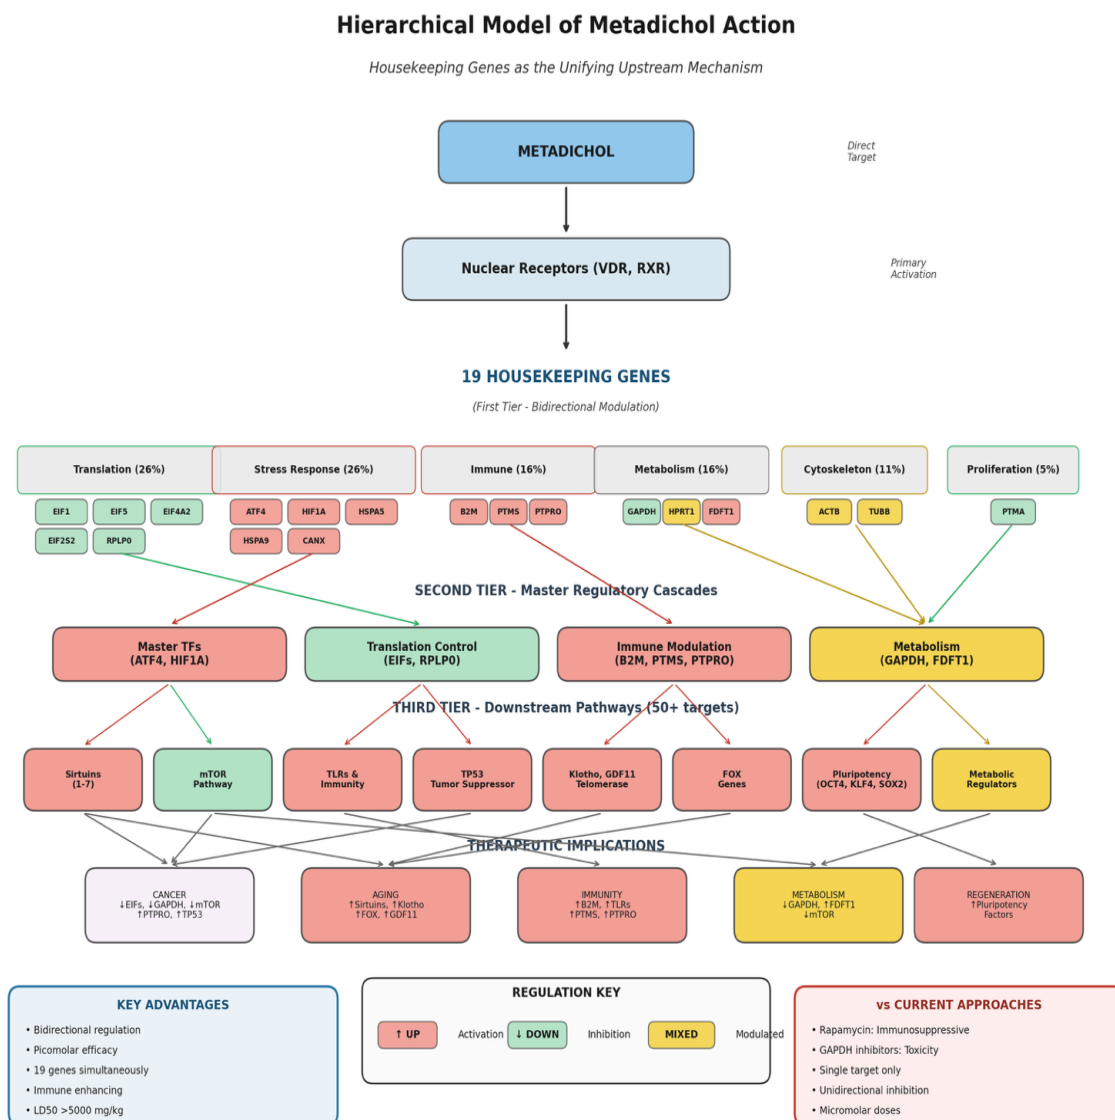 Hierarchical Model of Metadichol Action
Housekeeping Genes as the Unifying Upstream Mechanism
METADICHOL
Direct
Target
Nuclear Receptors (VDR, RXR)
Primary
Activation
19 HOUSEKEEPING GENES
(First Tier - Bidirectional Modulation)
Translation (26%)
Stress Response (26%)
Immune (16%)
Metabolism (16%)
Cytoskeleton (11%)
Proliferation (5%)
EIF1 EIF5 EIF4A2
ATF4 HIF1A HSPA5
B2M PTMS PTPRO
GAPDH HPRT1 FDFT1
ACTB TUBB
PTMA
EIF2S2 RPLP0
HSPA9 CANX
SECOND TIER - Master Regulatory Cascades
Master TFs
(ATF4, HIF1A)
Translation Control
(EIFs, RPLP0)
Immune Modulation
(B2M, PTMS, PTPRO)
Metabolism
(GAPDH, FDFT1)
THIRD TIER - Downstream Pathways (50+ targets)
Sirtuins
(1-7)
mTOR
Pathway
TLRs &
Immunity
TP53
Tumor Suppressor
Klotho, GDF11
Telomerase
FOX
Genes
Pluripotency
(OCT4, KLF4, SOX2)
Metabolic
Regulators
THERAPEUTIC IMPLICATIONS
CANCER
↓EIFs, ↓GAPDH, ↓mTOR
↑PTPRO, ↑TP53
AGING
↑Sirtuins, ↑Klotho
↑FOX, ↑GDF11
IMMUNITY
↑B2M, ↑TLRs
↑PTMS, ↑PTPRO
METABOLISM
↓GAPDH, ↑FDFT1
↓mTOR
REGENERATION
↑Pluripotency
Factors
KEY ADVANTAGES
• Bidirectional regulation
• Picomolar efficacy
• 19 genes simultaneously
• Immune enhancing
• LD50 >5000 mg/kg
REGULATION KEY
↑ UP Activation ↓ DOWN Inhibition MIXED Modulated
vs CURRENT APPROACHES
• Rapamycin: Immunosuppressive
• GAPDH inhibitors: Toxicity
• Single target only
• Unidirectional inhibition
• Micromolar doses